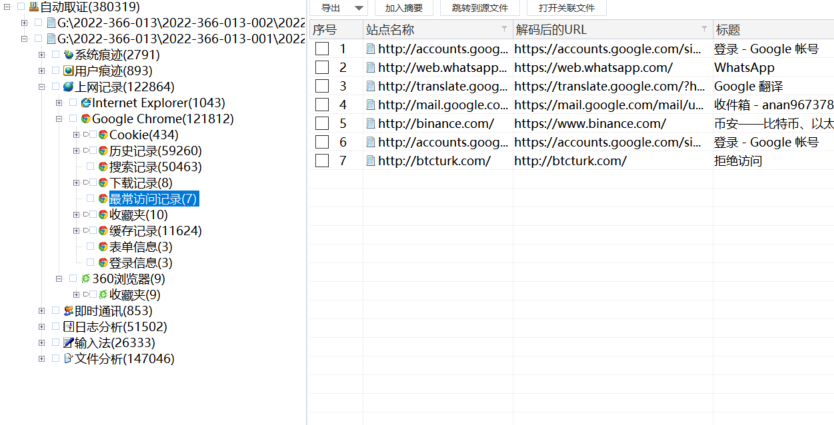 自动取证(380319)
G:\2022-366-013\2022-366-013-002\2022
G:\2022-366-013\2022-366-013-001\2022
系统痕迹(2791)
用户痕迹(893)
上网记录(122864)
Internet Explorer(1043)
Google Chrome(121812)
Cookie(434)
历史记录(59260)
搜索记录(50463)
下载记录(8)
最常访问记录(7)
收藏夹(10)
缓存记录(11624)
表单信息(3)
登录信息(3)
360浏览器(9)
收藏夹(9)
即时通讯(853)
日志分析(51502)
输入法(26333)
文件分析(147046)
导出 加入摘要 跳转到源文件 打开关联文件
序号 站点名称 解码后的URL 标题
1 http://accounts.goog... https://accounts.google.com/si... 登录 - Google 帐号
2 http://web.whatsapp... https://web.whatsapp.com/ WhatsApp
3 http://translate.goog... https://translate.google.com/?h... Google 翻译
4 http://mail.google.co... https://mail.google.com/mail/u... 收件箱 - anan967378
5 http://binance.com/ https://www.binance.com/ 币安——比特币、以太
6 http://accounts.goog... https://accounts.google.com/si... 登录 - Google 帐号
7 http://btcturk.com/ http://btcturk.com/ 拒绝访问